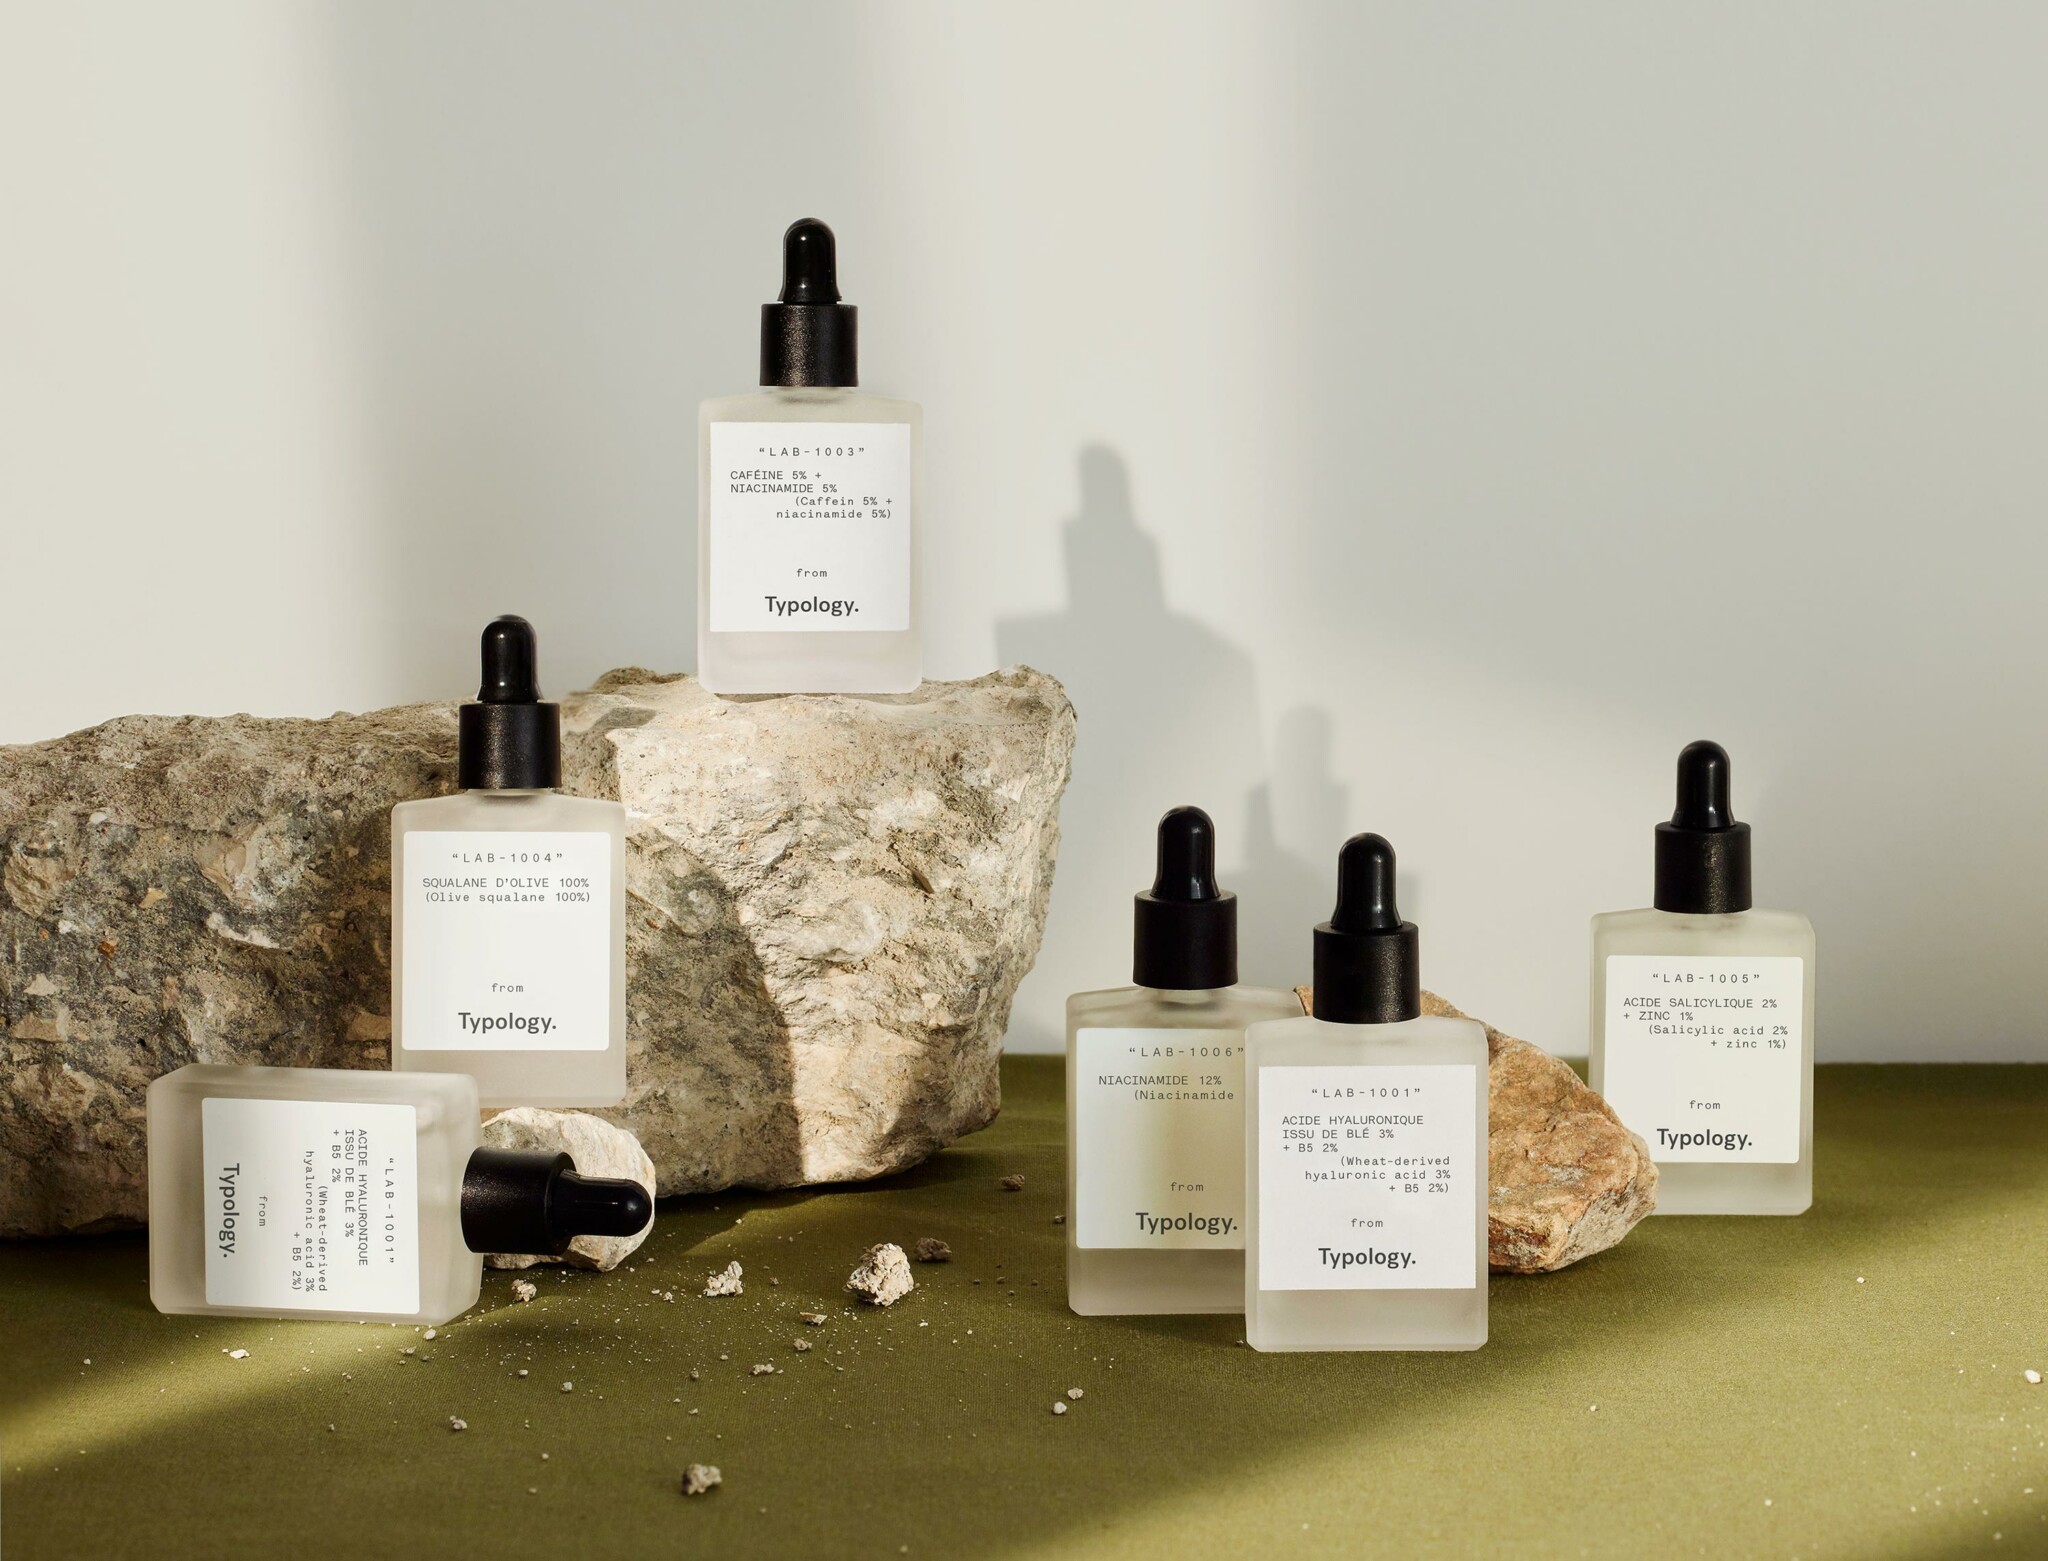 “LAB-1003”
CAFÉINE 5% +
NIACINAMIDE 5%
(Caffein 5% +
niacinamide 5%)
from
Typology.
“LAB-1004”
SQUALANE D’OLIVE 100%
(Olive squalane 100%)
from
Typology.
“LAB-1001”
ACIDE HYALURONIQUE
ISSU DE BLÉ 3%
+ B5 2%
(Wheat-derived
hyaluronic acid 3%
+ B5 2%)
from
Typology.
“LAB-1006”
NIACINAMIDE 12%
(Niacinamide
from
Typology.
“LAB-1001”
ACIDE HYALURONIQUE
ISSU DE BLÉ 3%
+ B5 2%
(Wheat-derived
hyaluronic acid 3%
+ B5 2%)
from
Typology.
“LAB-1005”
ACIDE SALICYLIQUE 2%
+ ZINC 1%
(Salicylic acid 2%
+ zinc 1%)
from
Typology.